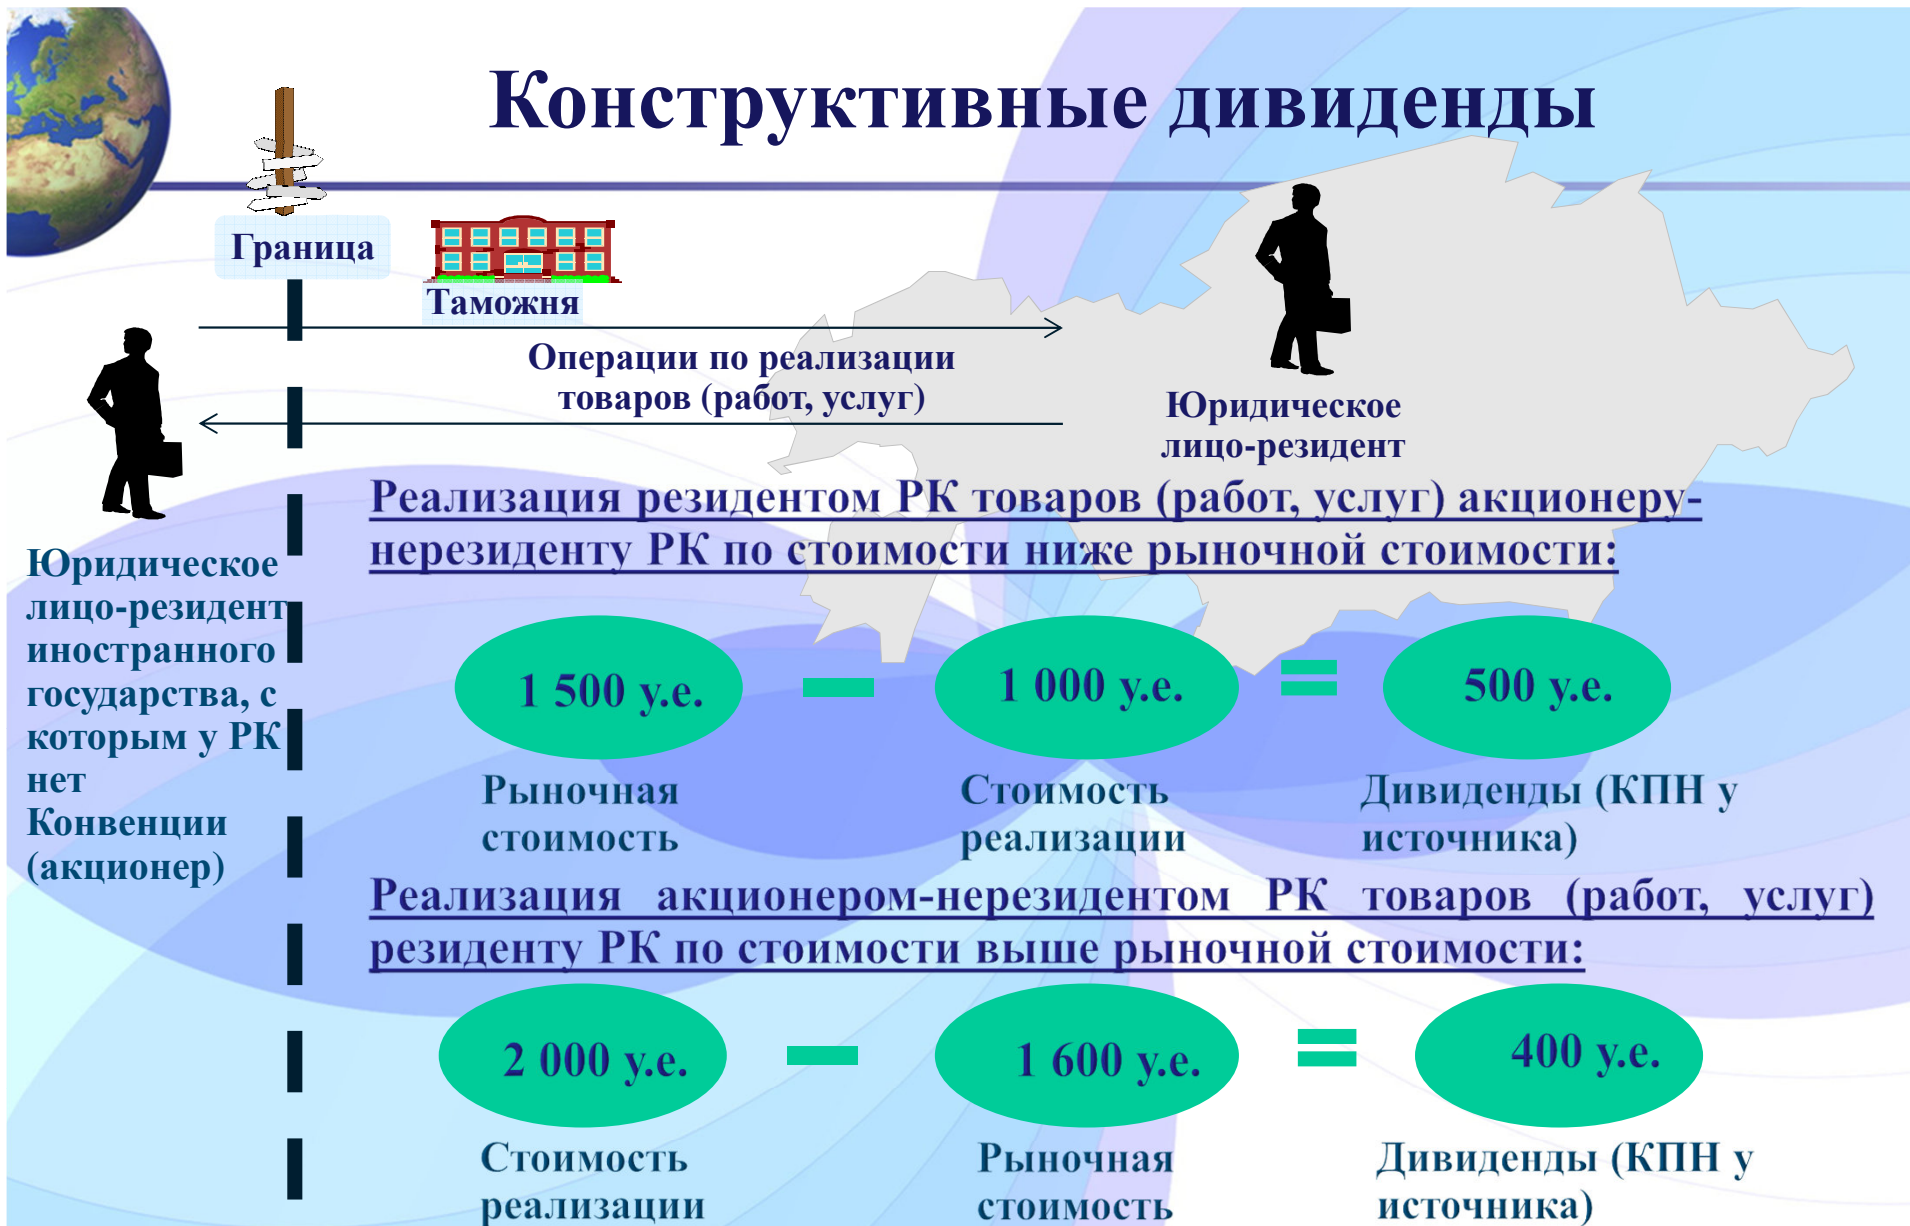 Конструктивные дивиденды
Граница
Таможня
Операции по реализации
товаров (работ, услуг)
Юридическое
лицо-резидент
Юридическое
лицо-резидент
иностранного
государства, с
которым у РК
нет
Конвенции
(акционер)
Реализация резидентом РК товаров (работ, услуг) акционеру-
нерезиденту РК по стоимости ниже рыночной стоимости:
1 500 у.е.
1 000 у.е.
=
500 у.е.
Рыночная
стоимость
Стоимость
реализации
Дивиденды (КПН у
источника)
Реализация акционером-нерезидентом РК товаров (работ, услуг)
резиденту РК по стоимости выше рыночной стоимости:
2 000 у.е.
1 600 у.е.
=
400 у.е.
Стоимость
реализации
Рыночная
стоимость
Дивиденды (КПН у
источника)